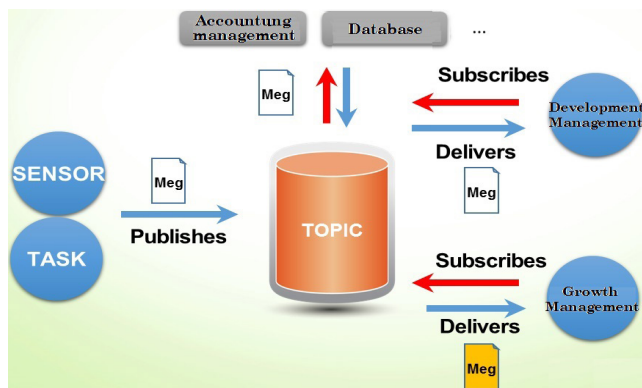 Accountung
management
Database
...
Meg
Subscribes
Development
Management
Delivers
Meg
SENSOR
Meg
Publishes
TASK
TOPIC
Subscribes
Growth
Management
Delivers
Meg